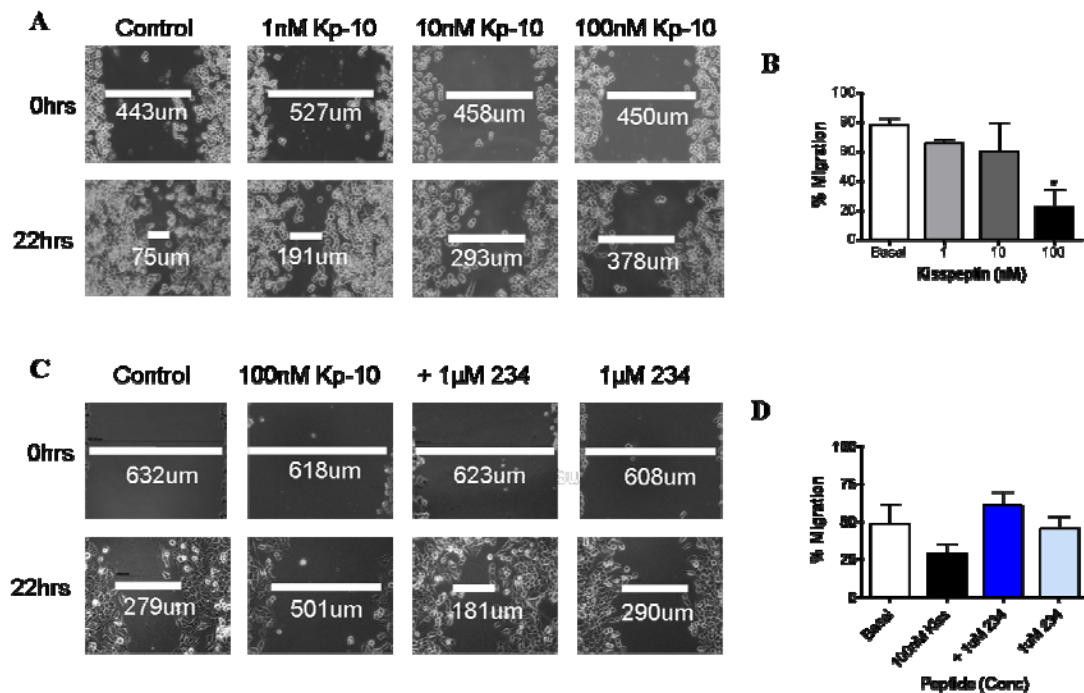 A
Control 1nM Kp-10 10nM Kp-10 100nM Kp-10
0hrs
443um 527um 458um 450um
22hrs
75um 191um 293um 378um
B
% Migration
100
80
60
40
20
0
Basal 1 10 100
*
Kisspeptin (nM)
C
Control 100nM Kp-10 + 1μM 234 1μM 234
0hrs
632um 618um 623um 608um
22hrs
279um 501um 181um 290um
D
% Migration
100
75
50
25
0
Basal 100nM Kiss + 1uM 234 1uM 234
Peptide (Conc)